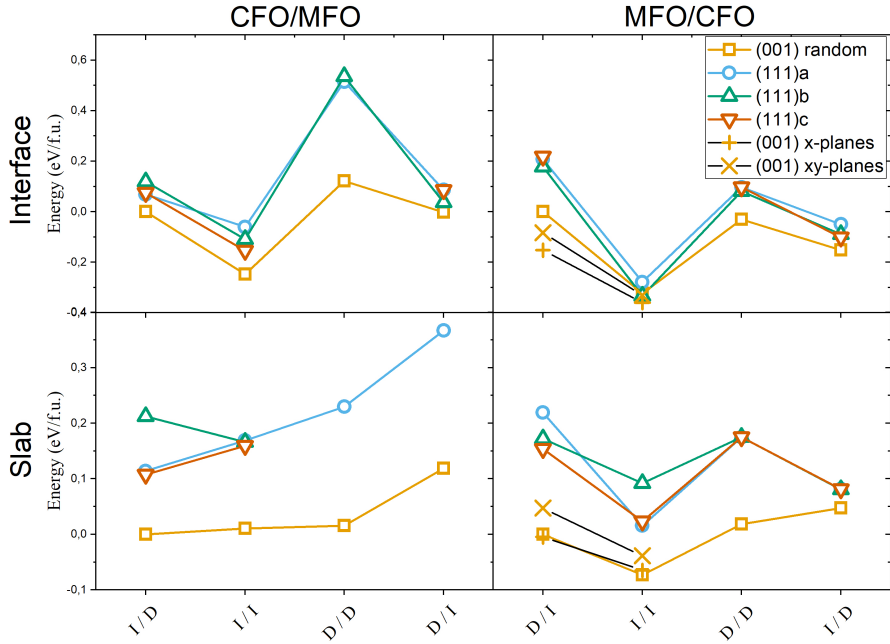 CFO/MFO
MFO/CFO
Interface
Energy (eV/f.u.)
0,6
0,4
0,2
0,0
-0,2
-0,4
(001) random
(111)a
(111)b
(111)c
(001) x-planes
(001) xy-planes
Slab
Energy (eV/f.u.)
0,3
0,2
0,1
0,0
-0,1
I / D
I / I
D / D
D / I
D / I
I / I
D / D
I / D